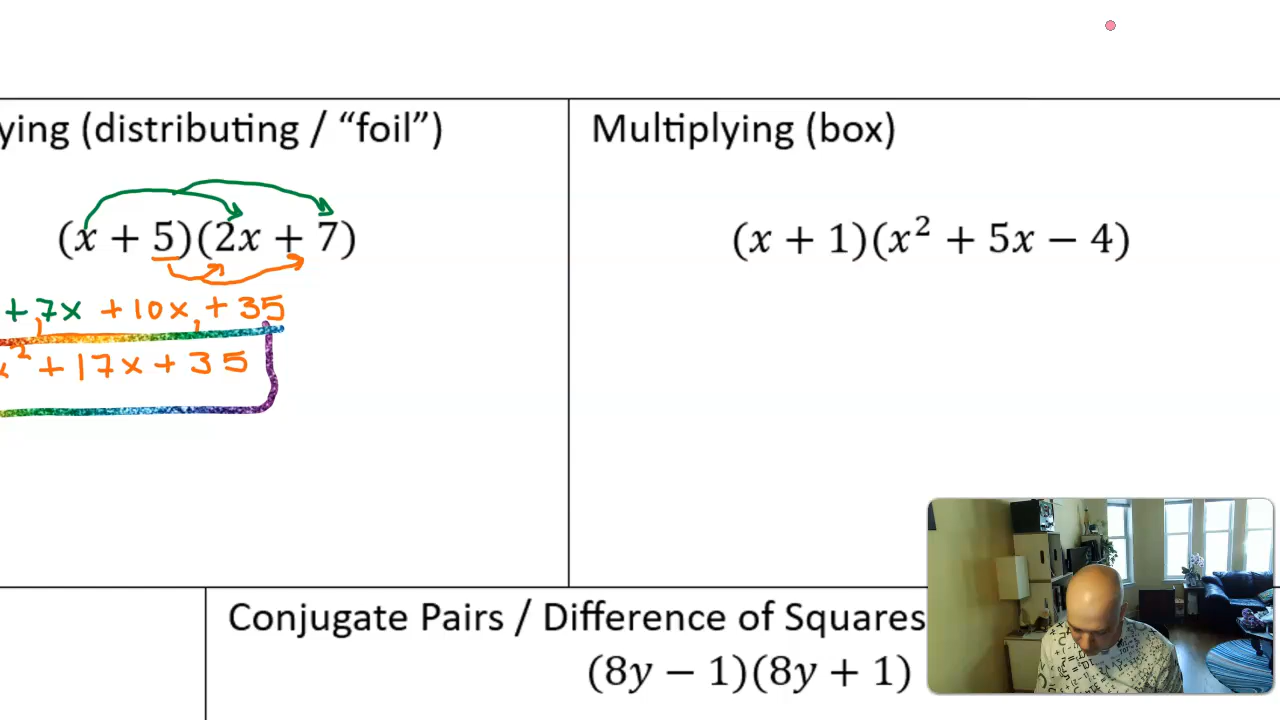 ying (distributing / “foil”)
(x + 5)(2x + 7)
+ 7x + 10x + 35
x² + 17x + 35
Multiplying (box)
(x + 1)(x² + 5x − 4)
Conjugate Pairs / Difference of Squares
(8y − 1)(8y + 1)